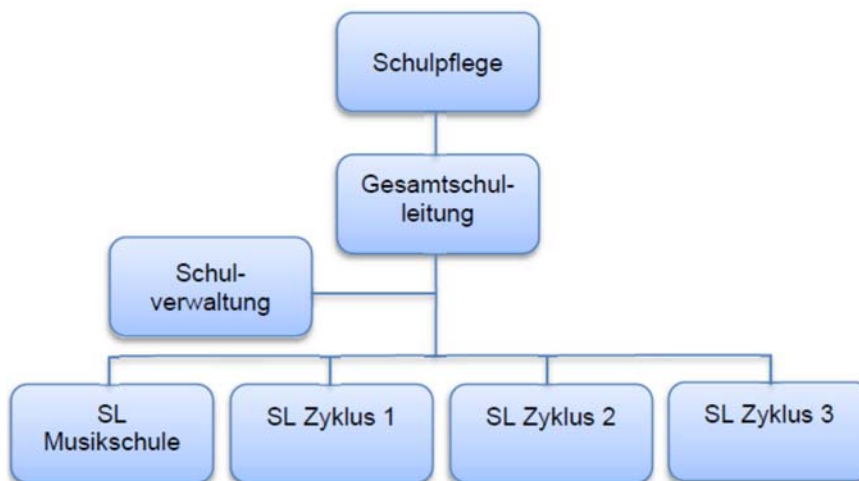 Schulpflege
Gesamtschul-
leitung
Schul-
verwaltung
SL
Musikschule
SL Zyklus 1
SL Zyklus 2
SL Zyklus 3